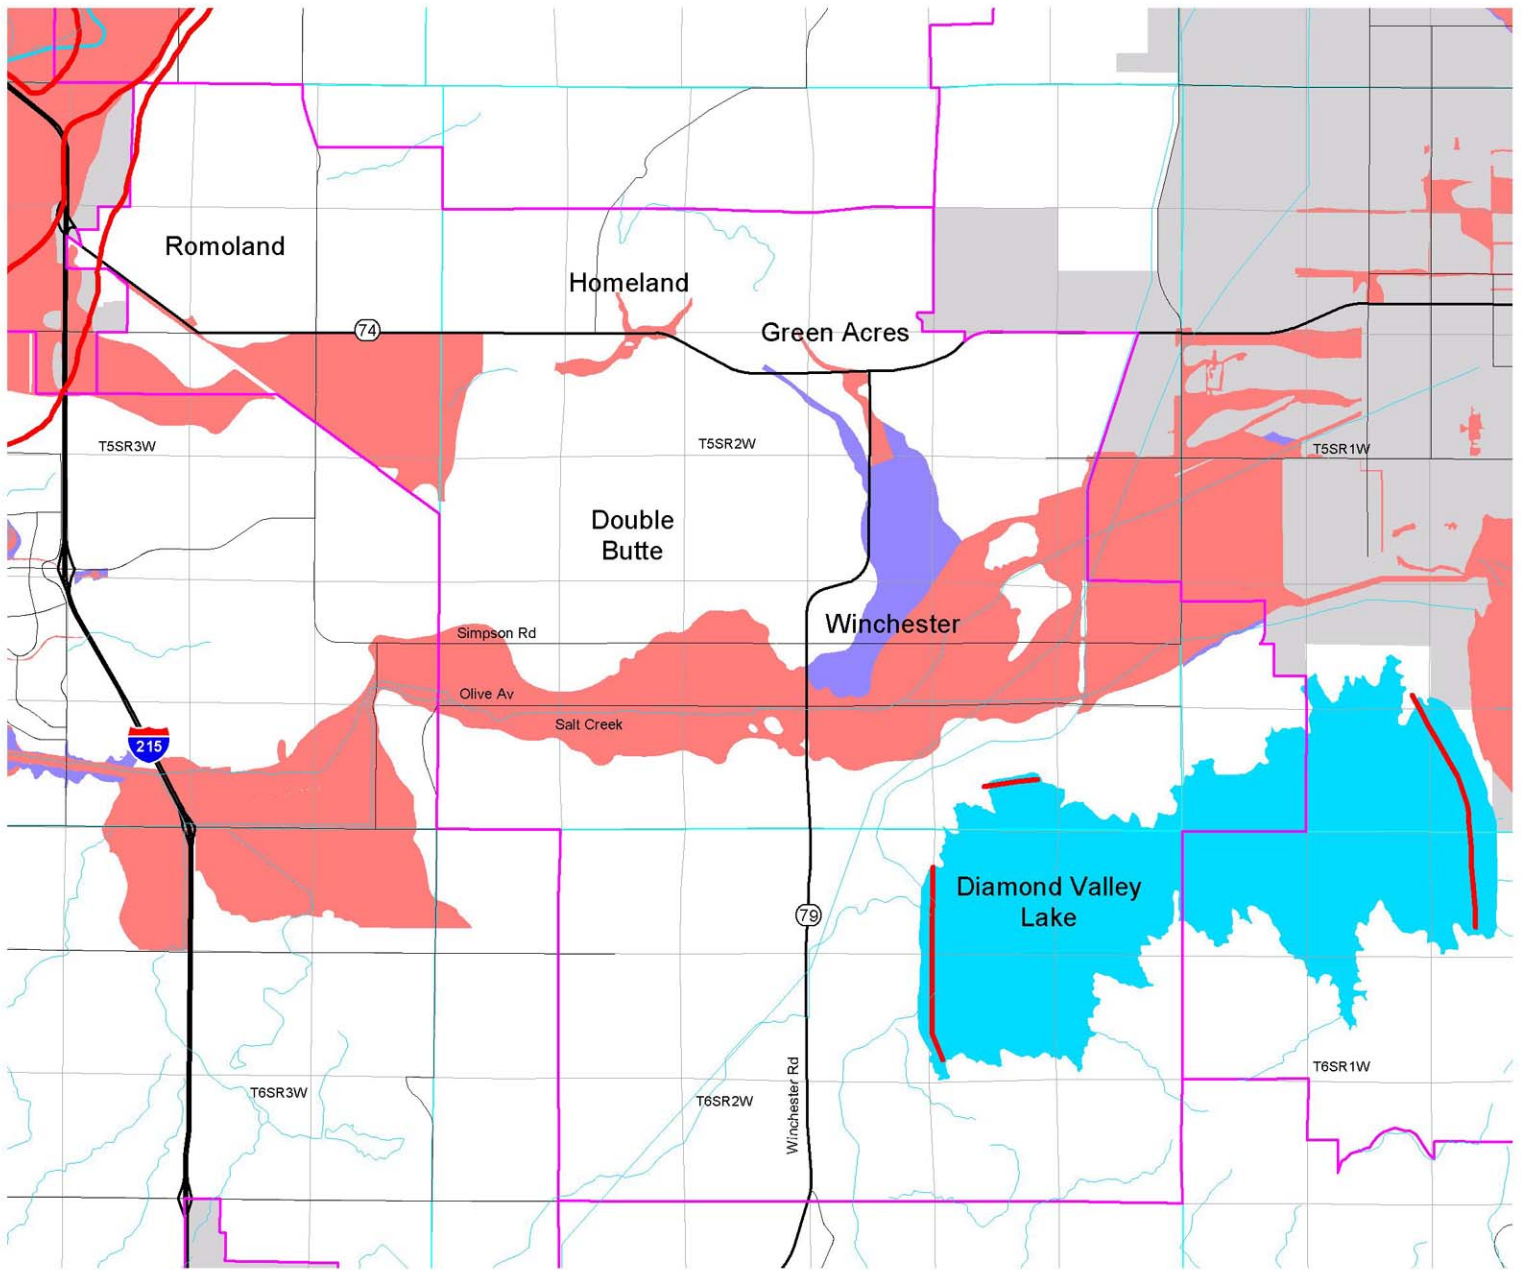 Romoland
Homeland
Green Acres
74
T5SR3W
T5SR2W
T5SR1W
Double
Butte
Winchester
Simpson Rd
Olive Av
Salt Creek
215
Diamond Valley
Lake
79
T6SR3W
T6SR2W
Winchester Rd
T6SR1W